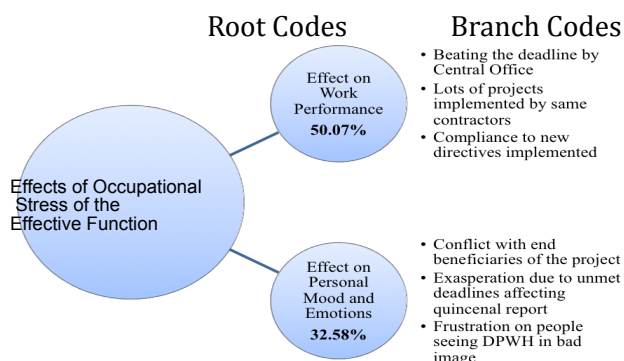 Root Codes
Branch Codes
Effects of Occupational
Stress of the
Effective Function
Effect on
Work
Performance
50.07%
• Beating the deadline by
Central Office
• Lots of projects
implemented by same
contractors
• Compliance to new
directives implemented
Effect on
Personal
Mood and
Emotions
32.58%
• Conflict with end
beneficiaries of the project
• Exasperation due to unmet
deadlines affecting
quincenal report
• Frustration on people
seeing DPWH in bad
image